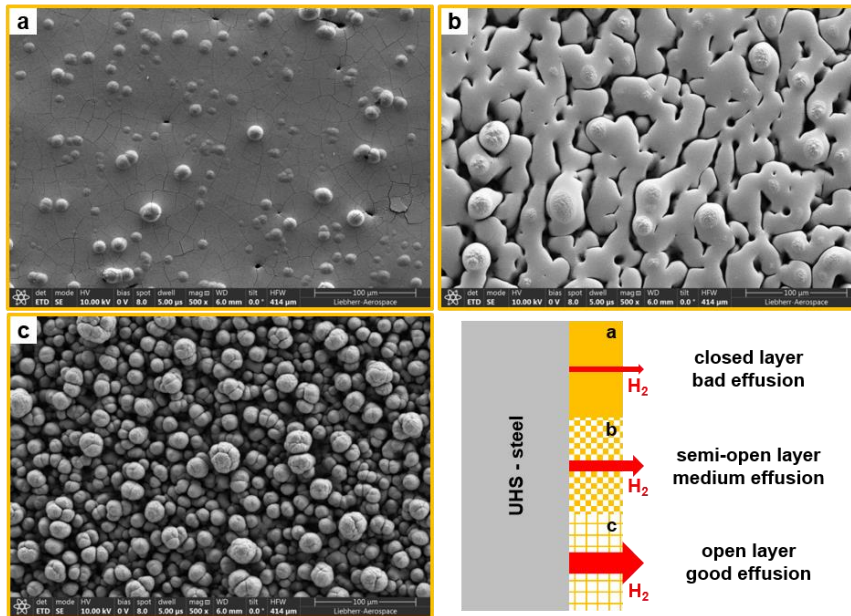 a
det mode HV bias spot dwell mag WD tilt HFW
ETD SE 10.00 kV 0 V 8.0 5.00 µs 500 x 6.0 mm 0.0 ° 414 µm
100 µm
Liebherr-Aerospace
b
det mode HV bias spot dwell mag WD tilt HFW
ETD SE 10.00 kV 0 V 8.0 5.00 µs 500 x 6.0 mm 0.0 ° 414 µm
100 µm
Liebherr-Aerospace
c
det mode HV bias spot dwell mag WD tilt HFW
ETD SE 10.00 kV 0 V 8.0 5.00 µs 500 x 6.0 mm 0.0 ° 414 µm
100 µm
Liebherr-Aerospace
UHS - steel
a
H₂
closed layer
bad effusion
b
H₂
semi-open layer
medium effusion
c
H₂
open layer
good effusion